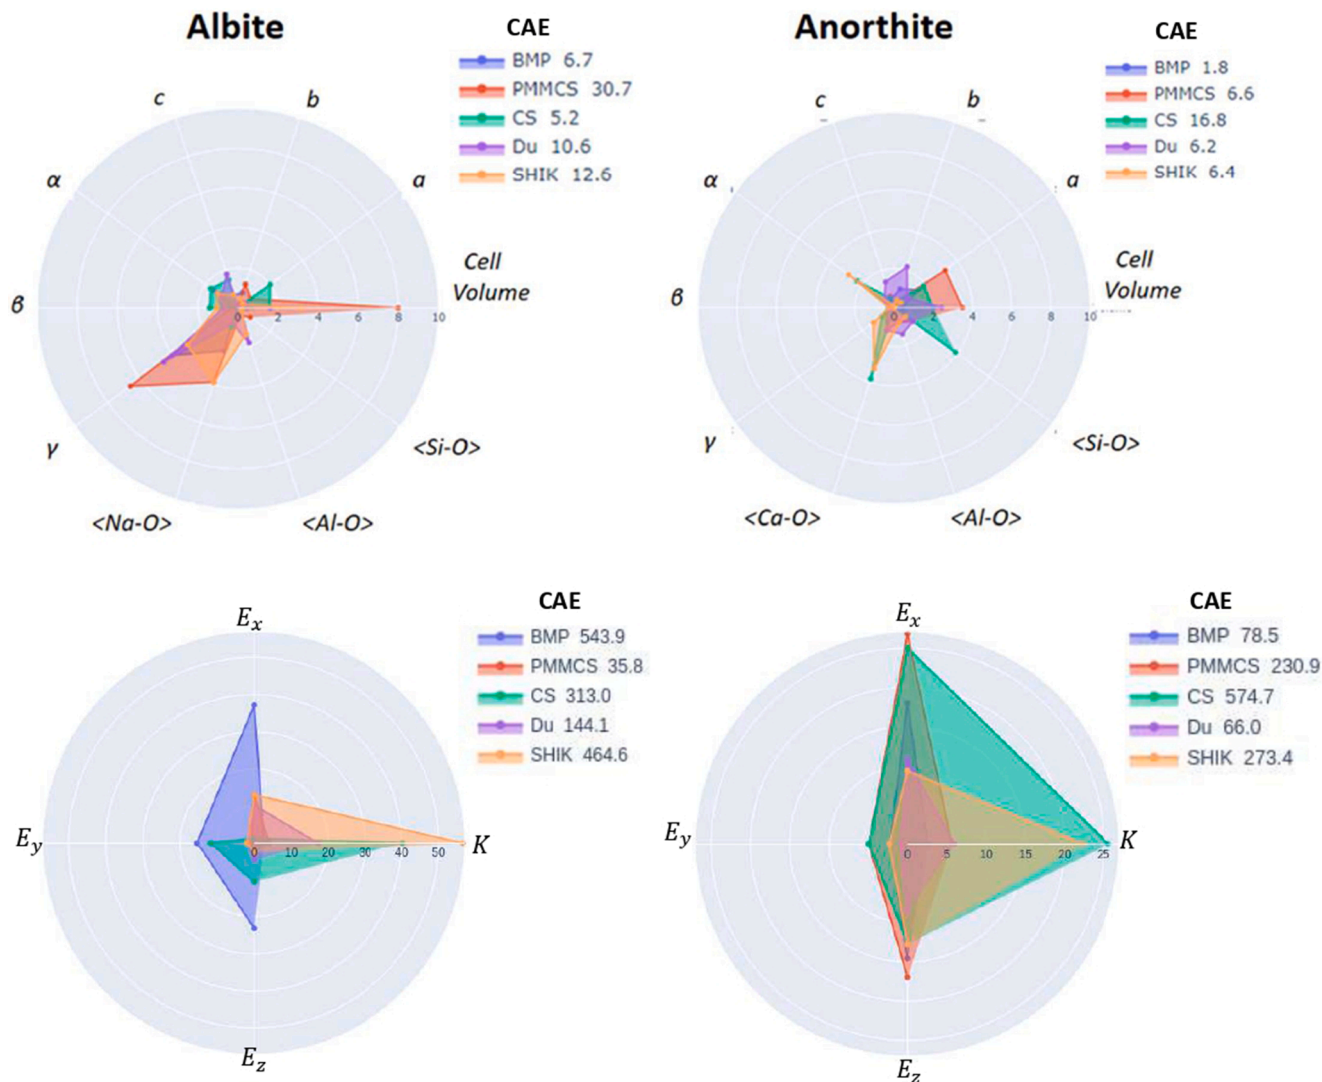 Albite
CAE
BMP 6.7
PMMCS 30.7
CS 5.2
Du 10.6
SHIK 12.6
c
b
α
a
β
Cell
Volume
0 2 4 6 8 10
γ
<Si-O>
<Na-O>
<Al-O>
Anorthite
CAE
BMP 1.8
PMMCS 6.6
CS 16.8
Du 6.2
SHIK 6.4
c
b
α
a
β
Cell
Volume
0 2 4 6 8 10
γ
<Si-O>
<Ca-O>
<Al-O>
Eₓ
CAE
BMP 543.9
PMMCS 35.8
CS 313.0
Du 144.1
SHIK 464.6
E_y
0 10 20 30 40 50
K
E_z
Eₓ
CAE
BMP 78.5
PMMCS 230.9
CS 574.7
Du 66.0
SHIK 273.4
E_y
0 5 10 15 20 25
K
E_z